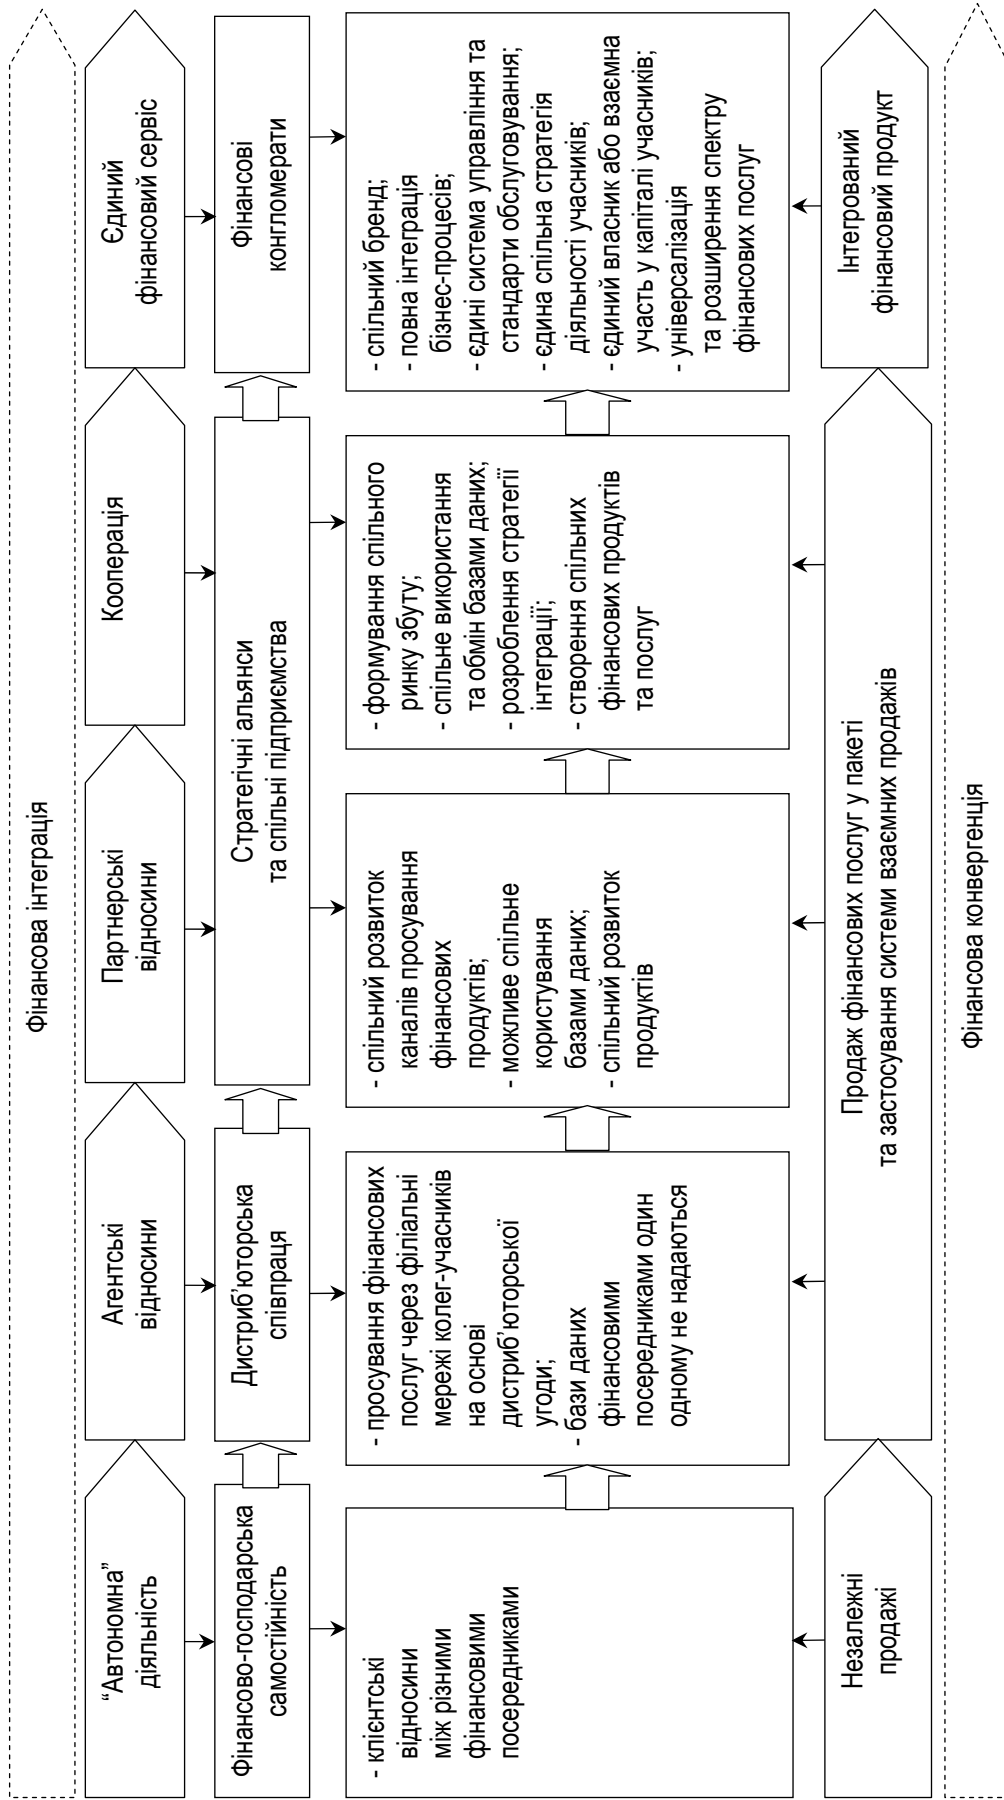 Фінансова інтеграція
“Автономна”
діяльність
Агентські
відносини
Партнерські
відносини
Кооперація
Єдиний
фінансовий сервіс
Фінансово-господарська
самостійність
Дистриб’юторська
співпраця
Стратегічні альянси
та спільні підприємства
Фінансові
конгломерати
- клієнтські
відносини
між різними
фінансовими
посередниками
- просування фінансових
послуг через філіальні
мережі колег-учасників
на основі
дистриб’юторської
угоди;
- бази даних
фінансовими
посередниками один
одному не надаються
- спільний розвиток
каналів просування
фінансових
продуктів;
- можливе спільне
користування
базами даних;
- спільний розвиток
продуктів
- формування спільного
ринку збуту;
- спільне використання
та обмін базами даних;
- розроблення стратегії
інтеграції;
- створення спільних
фінансових продуктів
та послуг
- спільний бренд;
- повна інтеграція
бізнес-процесів;
- єдині система управління та
стандарти обслуговування;
- єдина спільна стратегія
діяльності учасників;
- єдиний власник або взаємна
участь у капіталі учасників;
- універсалізація
та розширення спектру
фінансових послуг
Незалежні
продажі
Продаж фінансових послуг у пакеті
та застосування системи взаємних продажів
Інтегрований
фінансовий продукт
Фінансова конвергенція